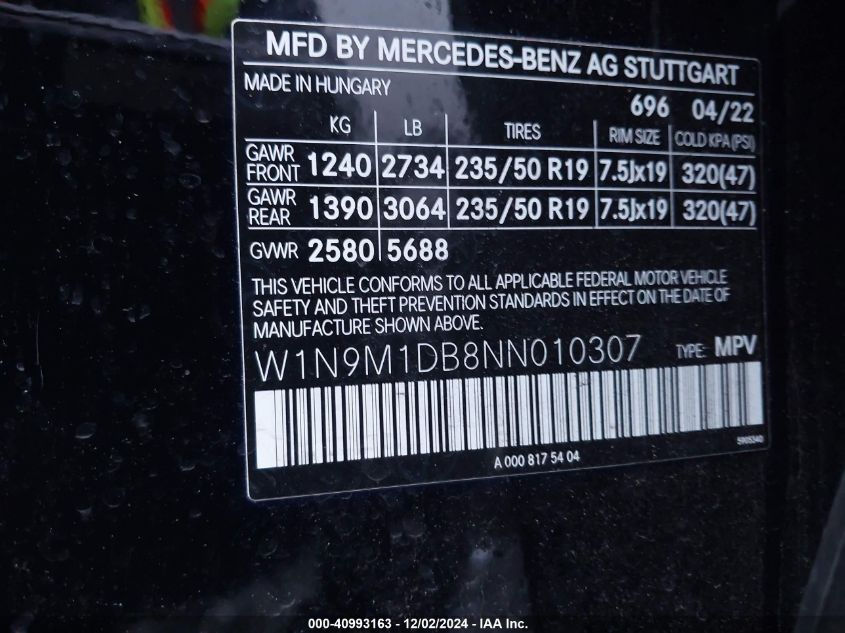 MFD BY MERCEDES-BENZ AG STUTTGART
MADE IN HUNGARY
696 04/22
KG LB TIRES RIM SIZE COLD KPA (PSI)
GAWR FRONT 1240 2734 235/50 R19 7.5Jx19 320(47)
GAWR REAR 1390 3064 235/50 R19 7.5Jx19 320(47)
GVWR 2580 5688
THIS VEHICLE CONFORMS TO ALL APPLICABLE FEDERAL MOTOR VEHICLE
SAFETY AND THEFT PREVENTION STANDARDS IN EFFECT ON THE DATE OF
MANUFACTURE SHOWN ABOVE.
W1N9M1DB8NN010307 TYPE: MPV
5905340
A 000 817 54 04
000-40993163 - 12/02/2024 - IAA Inc.